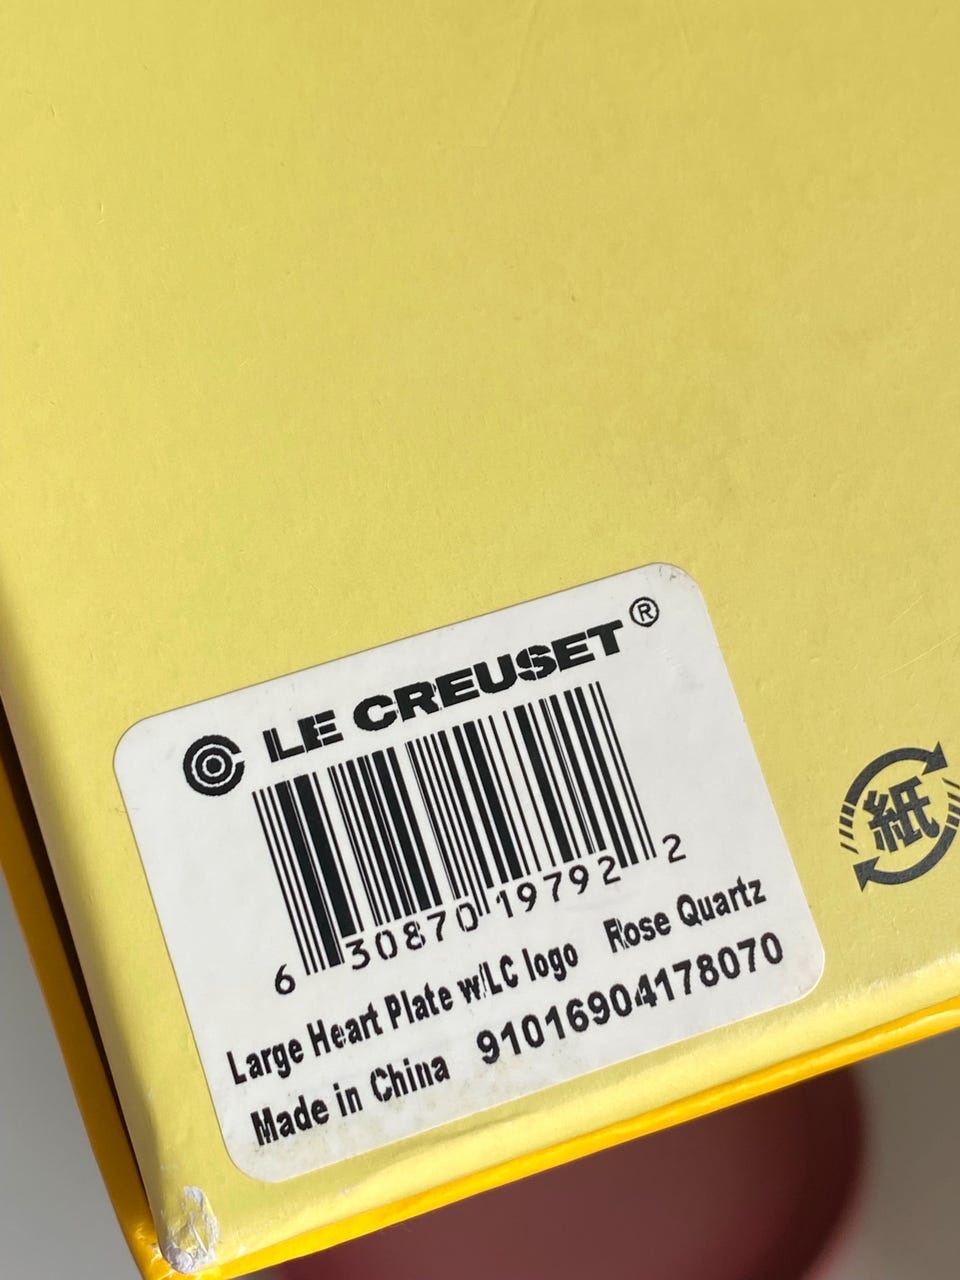 LE CREUSET®
6 30870 19792 2
Large Heart Plate w/LC logo Rose Quartz
Made in China 91016904178070
紙